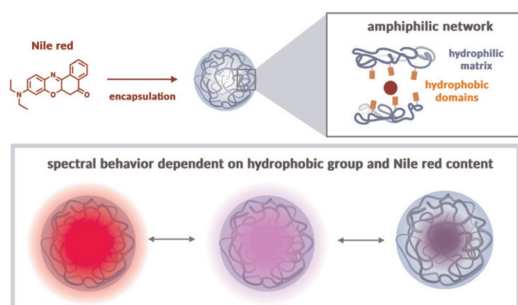 Nile red
N
N
O
O
encapsulation
amphiphilic network
hydrophilic
matrix
hydrophobic
domains
spectral behavior dependent on hydrophobic group and Nile red content